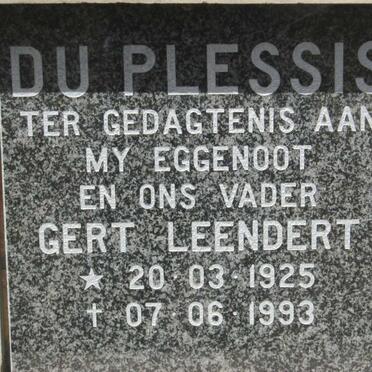 DU PLESSIS
TER GEDAGTENIS AAN
MY EGGENOOT
EN ONS VADER
GERT LEENDERT
★ 20·03·1925
† 07·06·1993